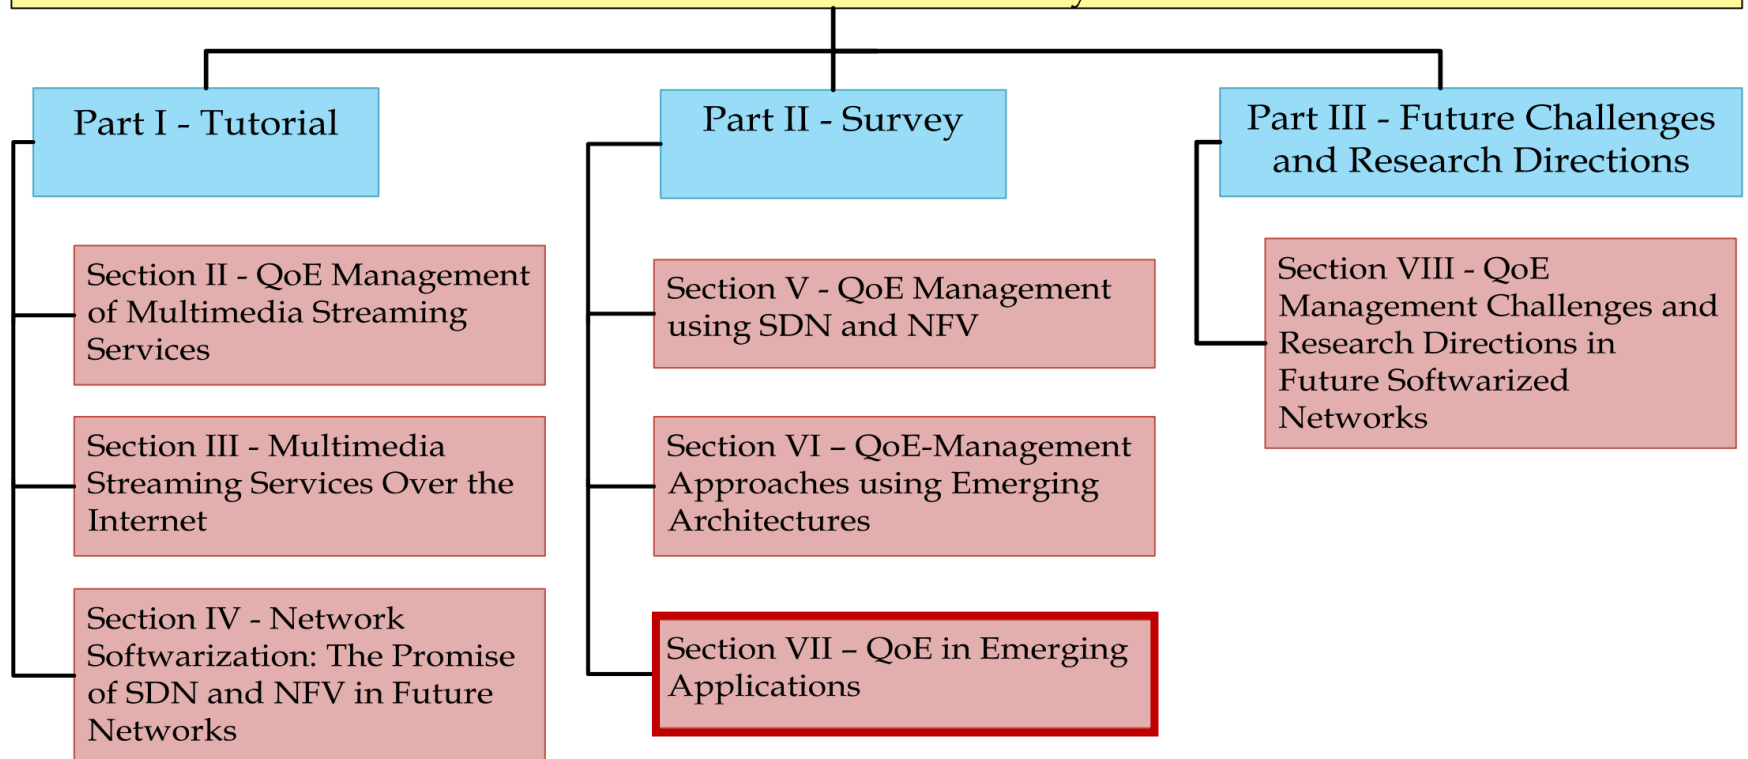 Part I - Tutorial
Section II - QoE Management
of Multimedia Streaming
Services
Section III - Multimedia
Streaming Services Over the
Internet
Section IV - Network
Softwarization: The Promise
of SDN and NFV in Future
Networks
Part II - Survey
Section V - QoE Management
using SDN and NFV
Section VI – QoE-Management
Approaches using Emerging
Architectures
Section VII – QoE in Emerging
Applications
Part III - Future Challenges
and Research Directions
Section VIII - QoE
Management Challenges and
Research Directions in
Future Softwarized
Networks